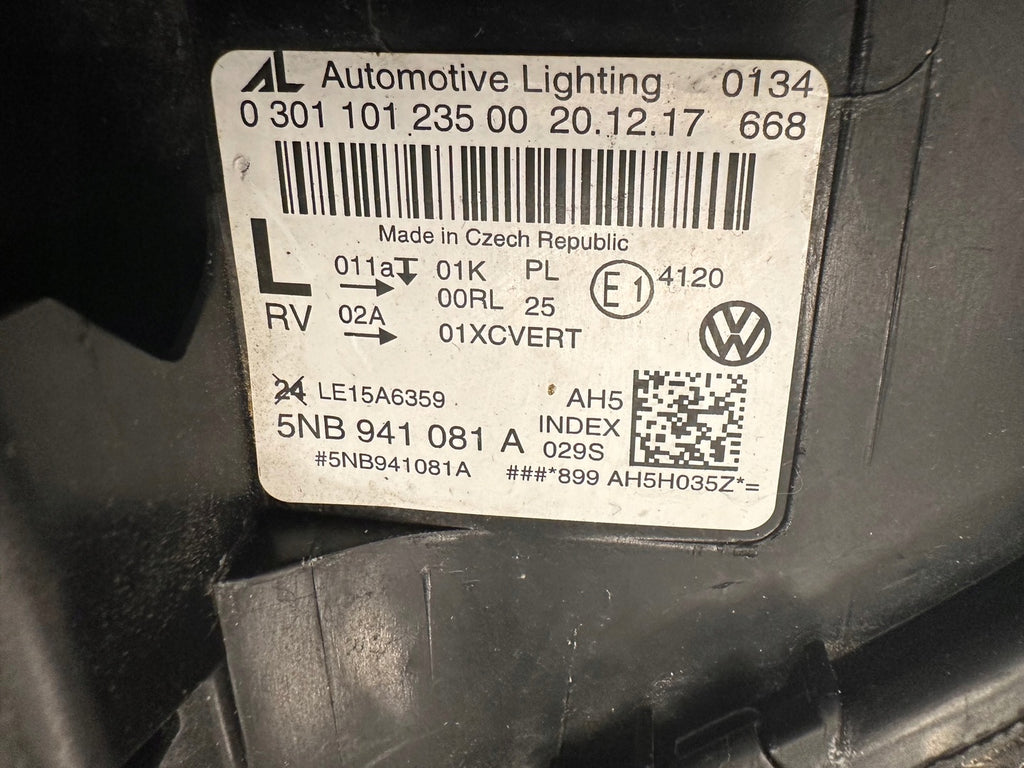 AL Automotive Lighting 0134
0 301 101 235 00 20.12.17 668
Made in Czech Republic
L 011a 01K PL E1 4120
00RL 25
RV 02A 01XCVERT
24 LE15A6359 AH5
5NB 941 081 A INDEX
029S
#5NB941081A ###*899 AH5H035Z*=